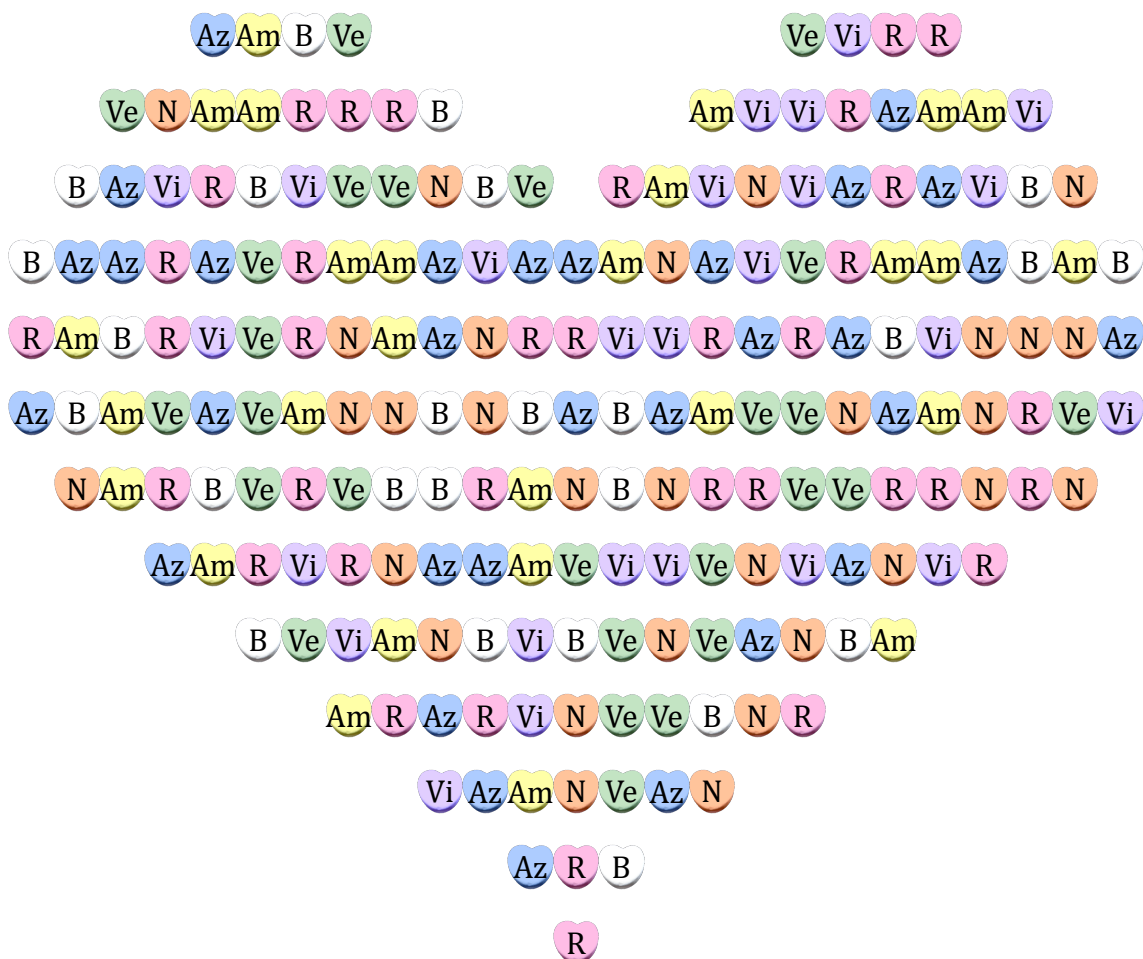 Az Am B Ve Ve Vi R R
Ve N Am Am R R R B Am Vi Vi R Az Am Am Vi
B Az Vi R B Vi Ve Ve N B Ve R Am Vi N Vi Az R Az Vi B N
B Az Az R Az Ve R Am Am Az Vi Az Az Am N Az Vi Ve R Am Am Az B Am B
R Am B R Vi Ve R N Am Az N R R Vi Vi R Az R Az B Vi N N N Az
Az B Am Ve Az Ve Am N N B N B Az B Az Am Ve Ve N Az Am N R Ve Vi
N Am R B Ve R Ve B B R Am N B N R R Ve Ve R R N R N
Az Am R Vi R N Az Az Am Ve Vi Vi Ve N Vi Az N Vi R
B Ve Vi Am N B Vi B Ve N Ve Az N B Am
Am R Az R Vi N Ve Ve B N R
Vi Az Am N Ve Az N
Az R B
R